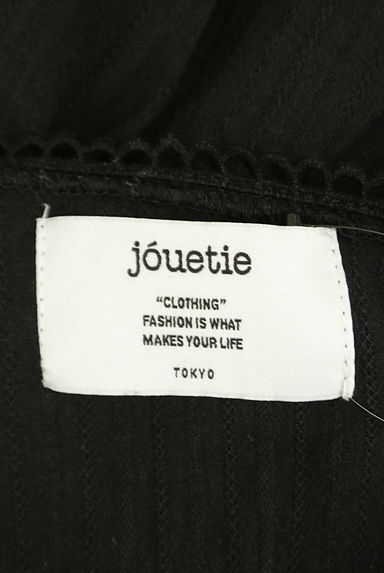 jóuetie
“CLOTHING”
FASHION IS WHAT
MAKES YOUR LIFE
TOKYO